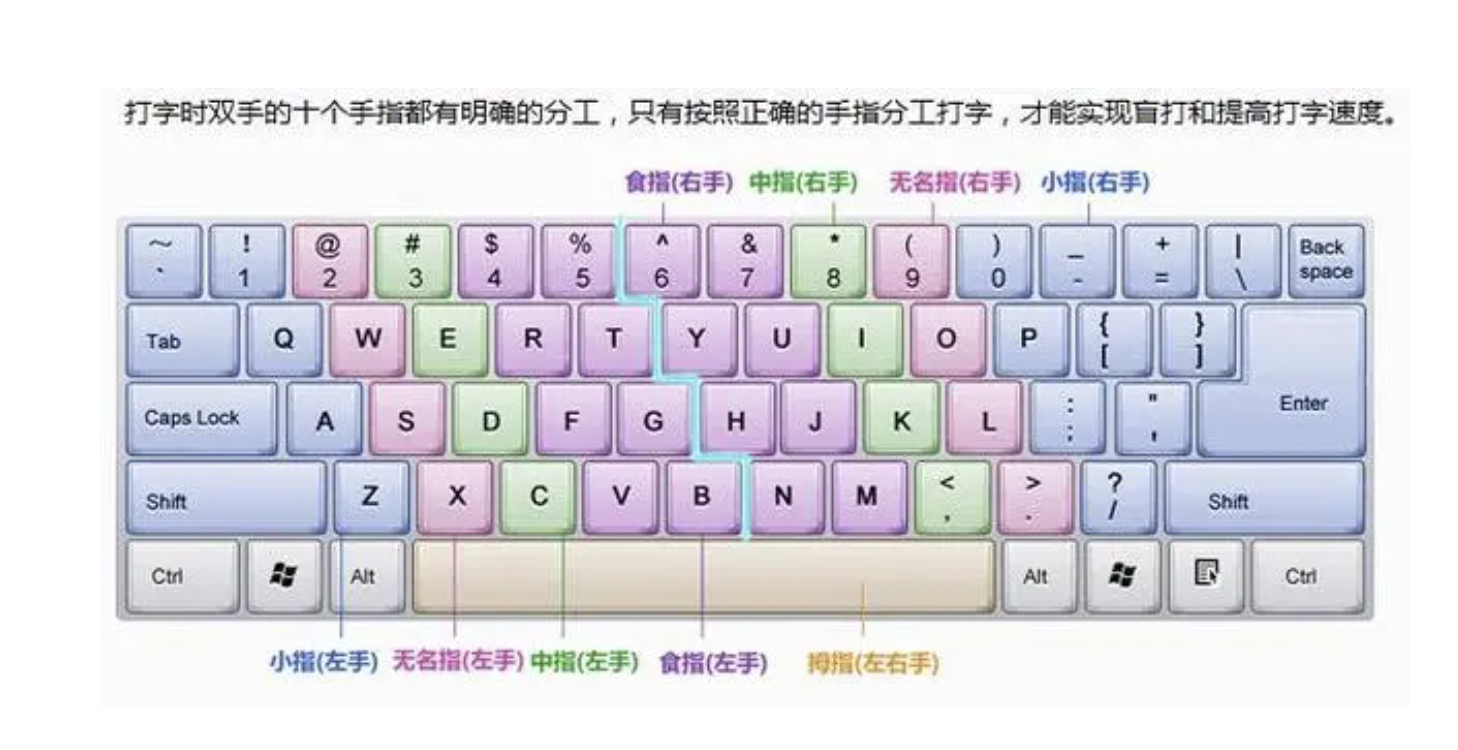 打字时双手的十个手指都有明确的分工，只有按照正确的手指分工打字，才能实现盲打和提高打字速度。
食指(右手) 中指(右手) 无名指(右手) 小指(右手)
~ ! @ # $ % ^ & * ( ) _ + | Back
` 1 2 3 4 5 6 7 8 9 0 - = \ space
Tab Q W E R T Y U I O P { [ } ]
Caps Lock A S D F G H J K L : ; " ' Enter
Shift Z X C V B N M < , > . ? / Shift
Ctrl Alt Alt Ctrl
小指(左手) 无名指(左手) 中指(左手) 食指(左手) 拇指(左右手)